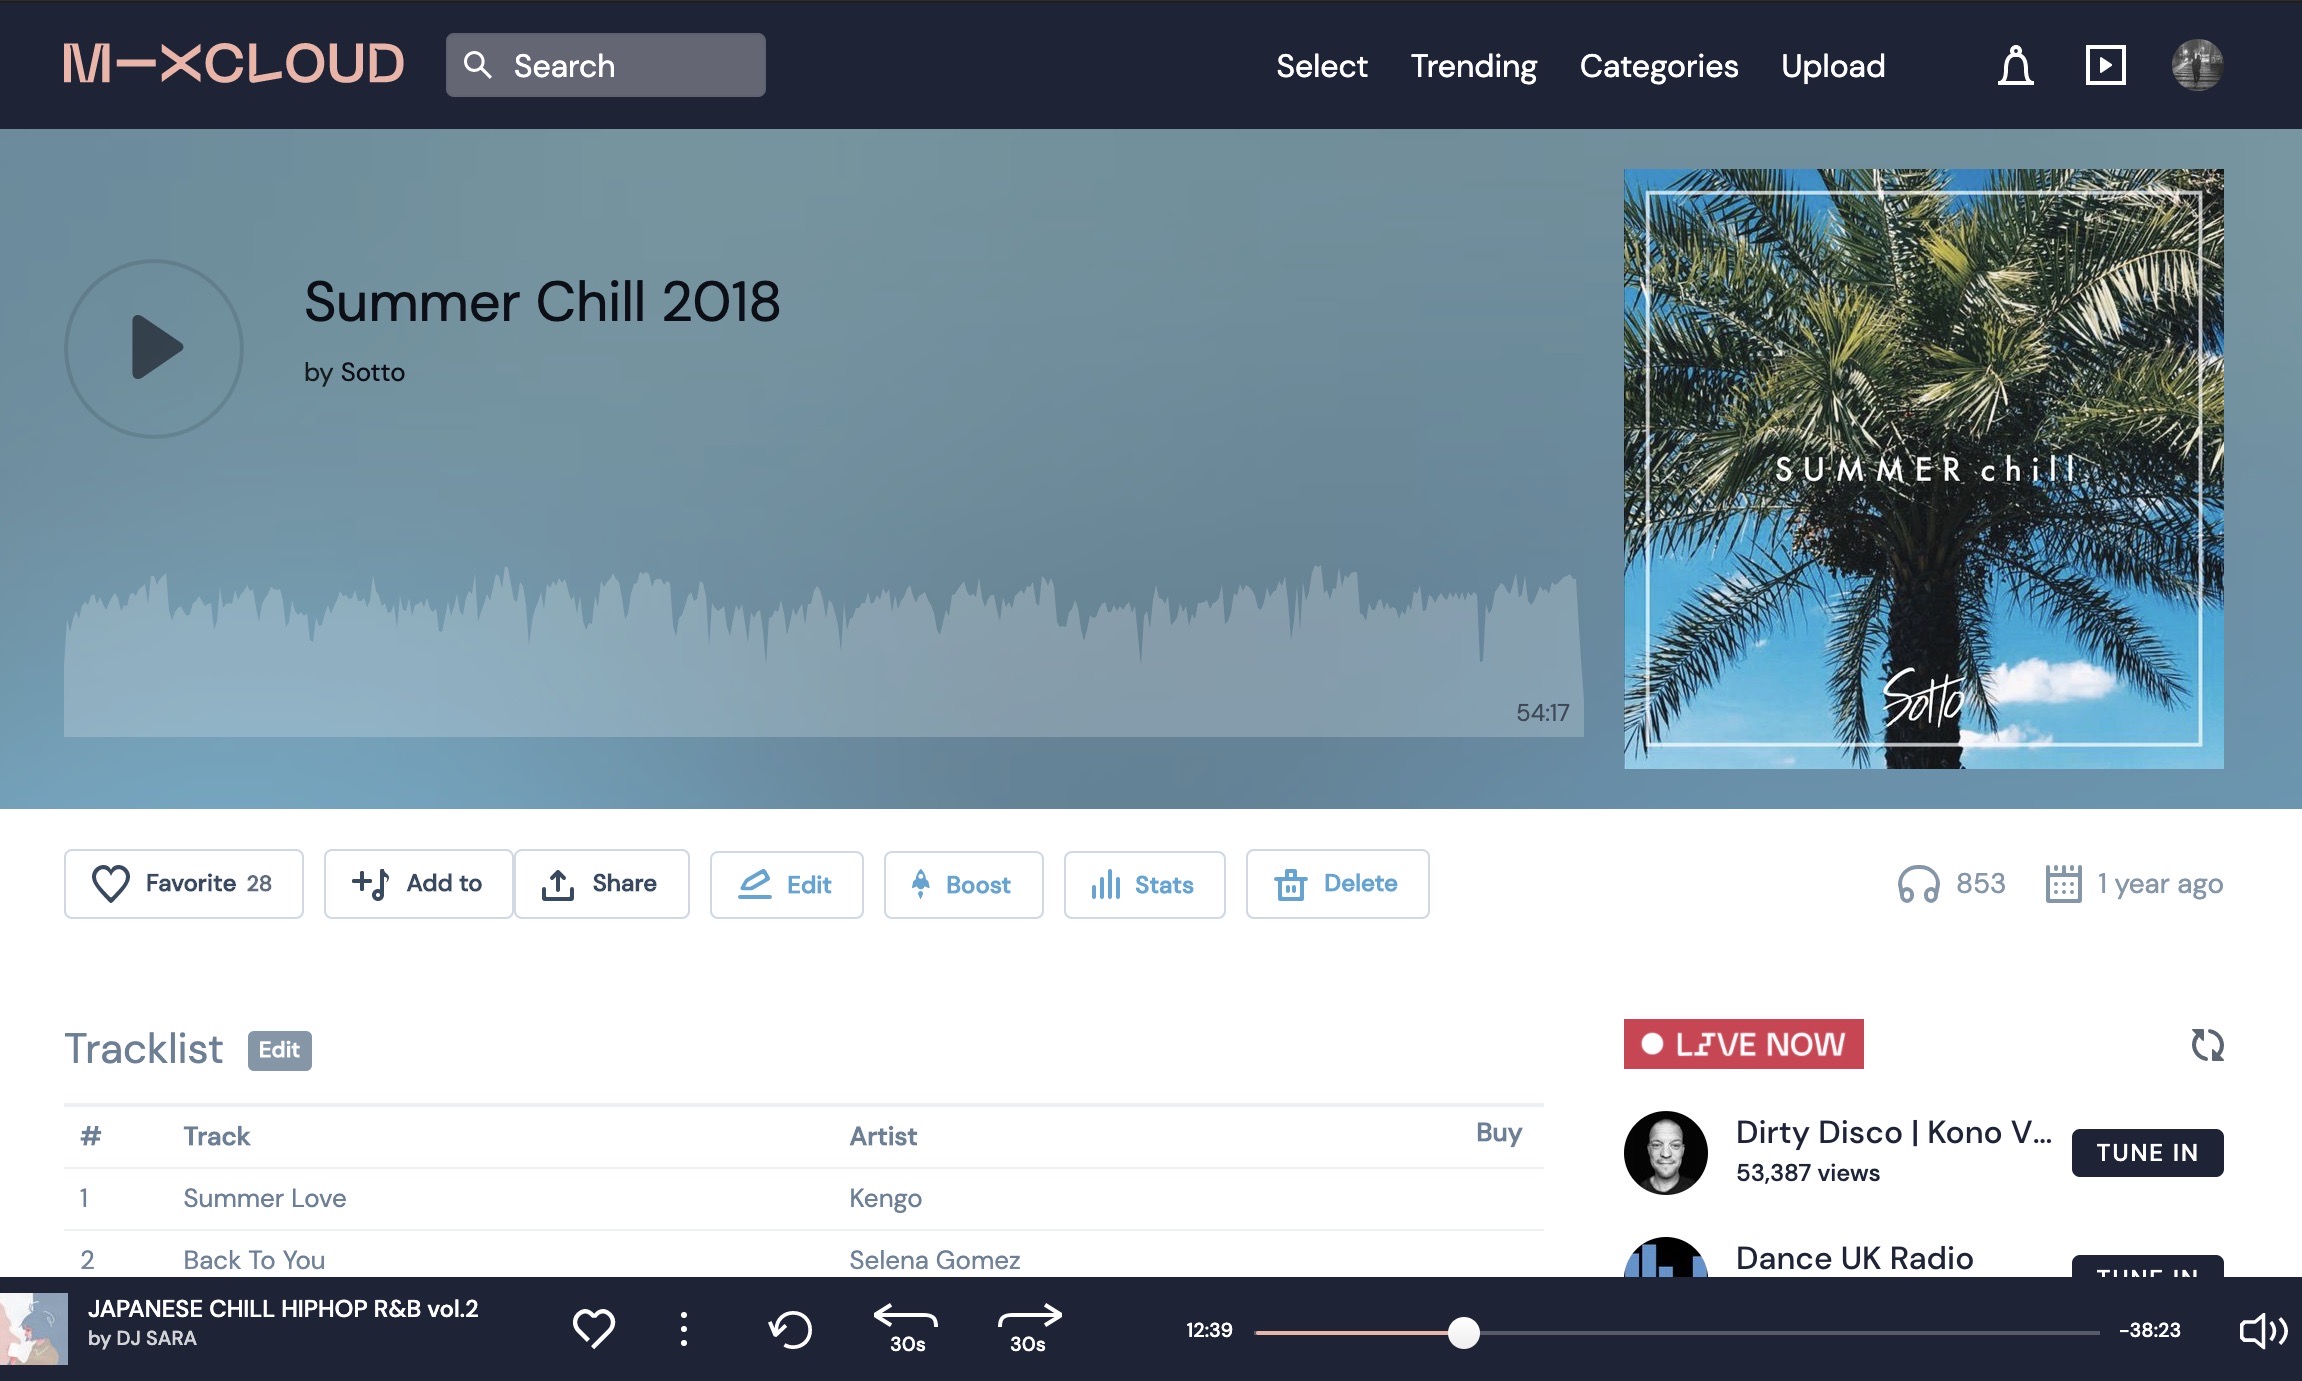 M-XCLOUD
Search
Select Trending Categories Upload
Summer Chill 2018
by Sotto
54:17
SUMMER chill
Sotto
Favorite 28
Add to
Share
Edit
Boost
Stats
Delete
853
1 year ago
Tracklist Edit
# Track Artist Buy
1 Summer Love Kengo
2 Back To You Selena Gomez
LIVE NOW
Dirty Disco | Kono V...
53,387 views
TUNE IN
Dance UK Radio
TUNE IN
JAPANESE CHILL HIPHOP R&B vol.2
by DJ SARA
30s
30s
12:39
-38:23